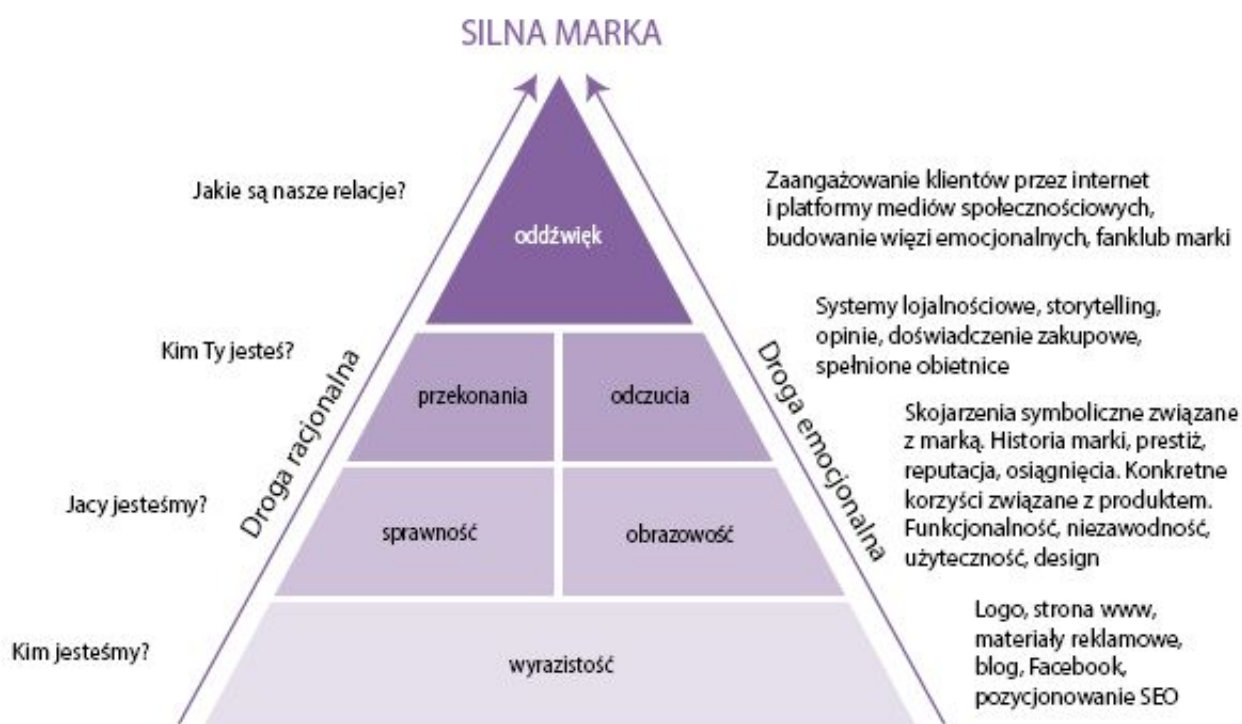 SILNA MARKA
Jakie są nasze relacje?
oddźwięk
Zaangażowanie klientów przez internet
i platformy mediów społecznościowych,
budowanie więzi emocjonalnych, fanklub marki
Kim Ty jesteś?
przekonania
odczucia
Systemy lojalnościowe, storytelling,
opinie, doświadczenie zakupowe,
spełnione obietnice
Droga racjonalna
Droga emocjonalna
Jacy jesteśmy?
sprawność
obrazowość
Skojarzenia symboliczne związane
z marką. Historia marki, prestiż,
reputacja, osiągnięcia. Konkretne
korzyści związane z produktem.
Funkcjonalność, niezawodność,
użyteczność, design
Kim jesteśmy?
wyrazistość
Logo, strona www,
materiały reklamowe,
blog, Facebook,
pozycjonowanie SEO